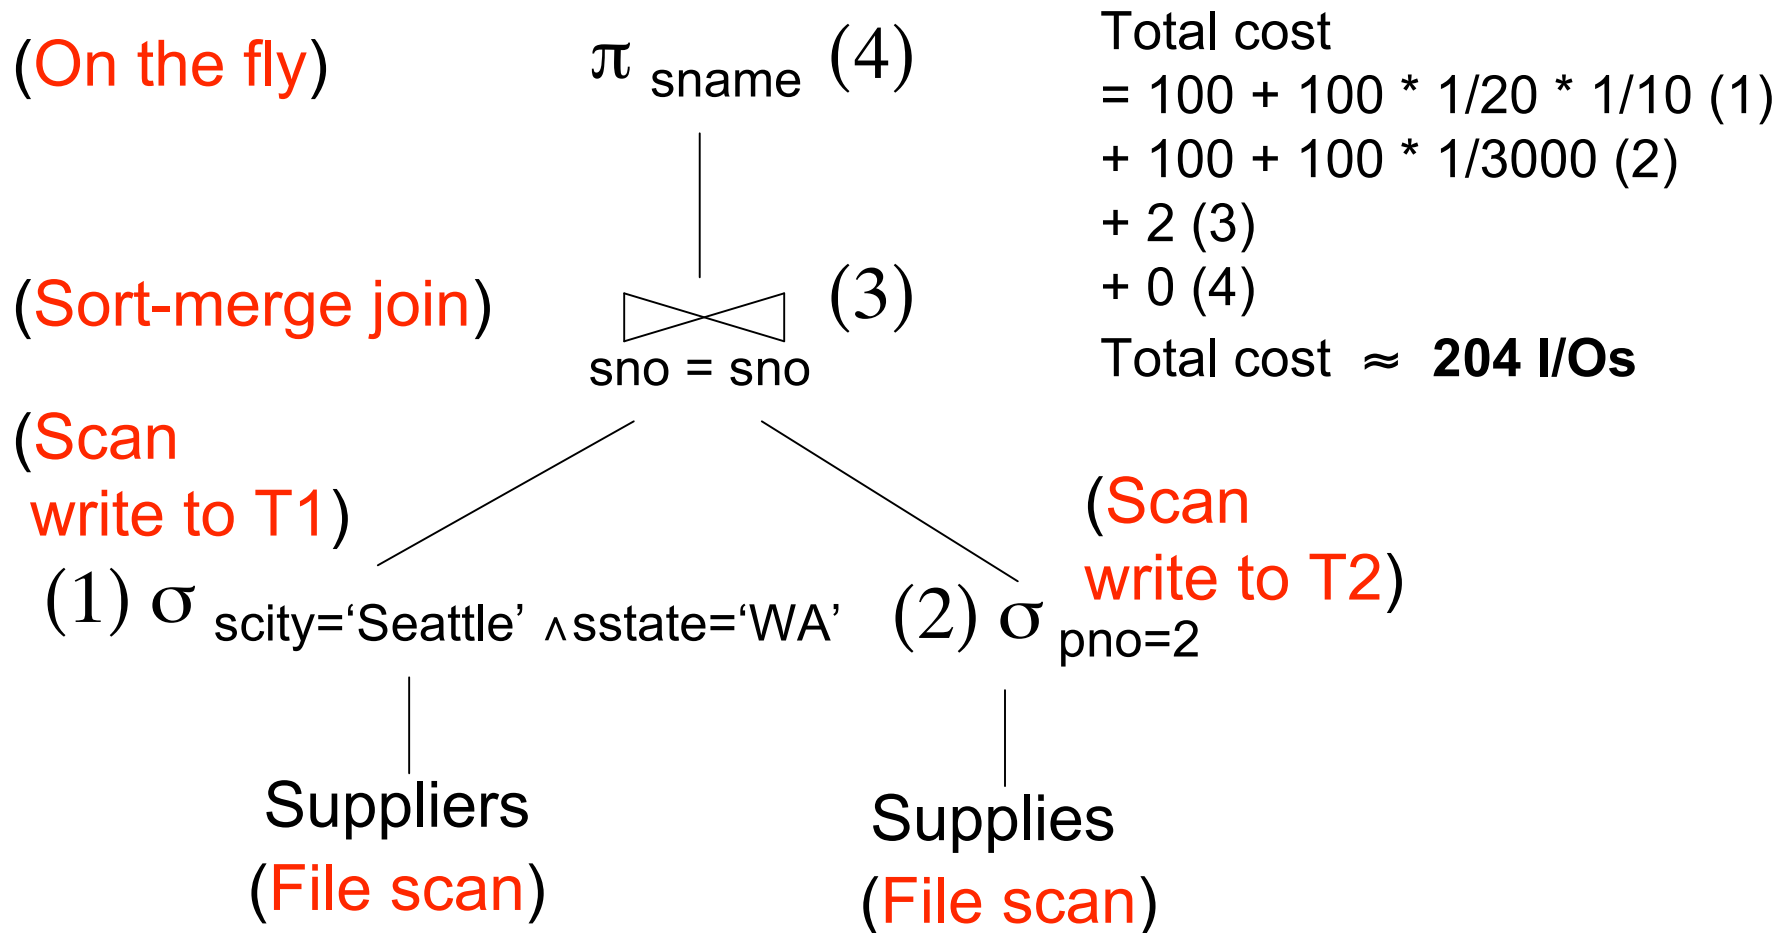 (On the fly)
π sname (4)
Total cost
= 100 + 100 * 1/20 * 1/10 (1)
+ 100 + 100 * 1/3000 (2)
+ 2 (3)
+ 0 (4)
Total cost ≈ 204 I/Os
(Sort-merge join)
(3)
sno = sno
(Scan
write to T1)
(Scan
write to T2)
(1) σ scity=‘Seattle’ ∧sstate=‘WA’
(2) σ pno=2
Suppliers
(File scan)
Supplies
(File scan)